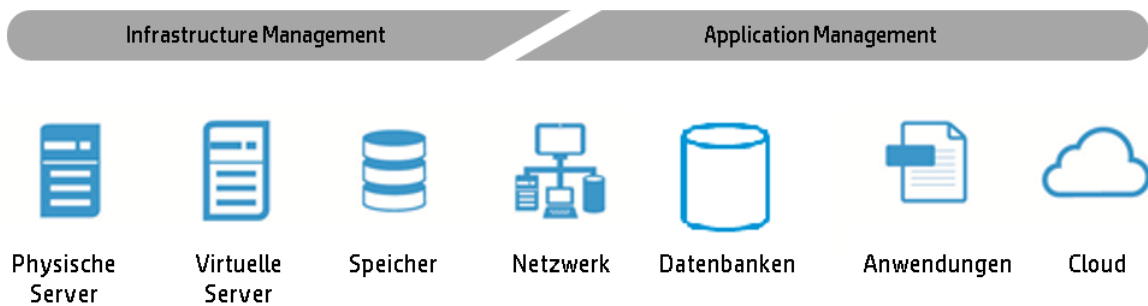 Infrastructure Management
Application Management
Physische
Server
Virtuelle
Server
Speicher
Netzwerk
Datenbanken
Anwendungen
Cloud